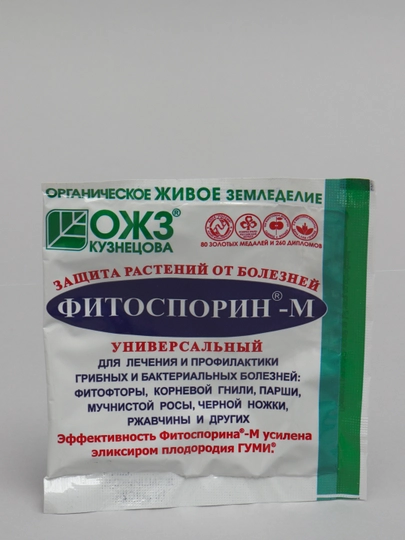 ОРГАНИЧЕСКОЕ ЖИВОЕ ЗЕМЛЕДЕЛИЕ
ОЖЗ®
КУЗНЕЦОВА
80 ЗОЛОТЫХ МЕДАЛЕЙ И 260 ДИПЛОМОВ
ЗАЩИТА РАСТЕНИЙ ОТ БОЛЕЗНЕЙ
ФИТОСПОРИН®-М
УНИВЕРСАЛЬНЫЙ
ДЛЯ ЛЕЧЕНИЯ И ПРОФИЛАКТИКИ
ГРИБНЫХ И БАКТЕРИАЛЬНЫХ БОЛЕЗНЕЙ:
ФИТОФТОРЫ, КОРНЕВОЙ ГНИЛИ, ПАРШИ,
МУЧНИСТОЙ РОСЫ, ЧЕРНОЙ НОЖКИ,
РЖАВЧИНЫ И ДРУГИХ
Эффективность Фитоспорина®-М усилена
эликсиром плодородия ГУМИ®